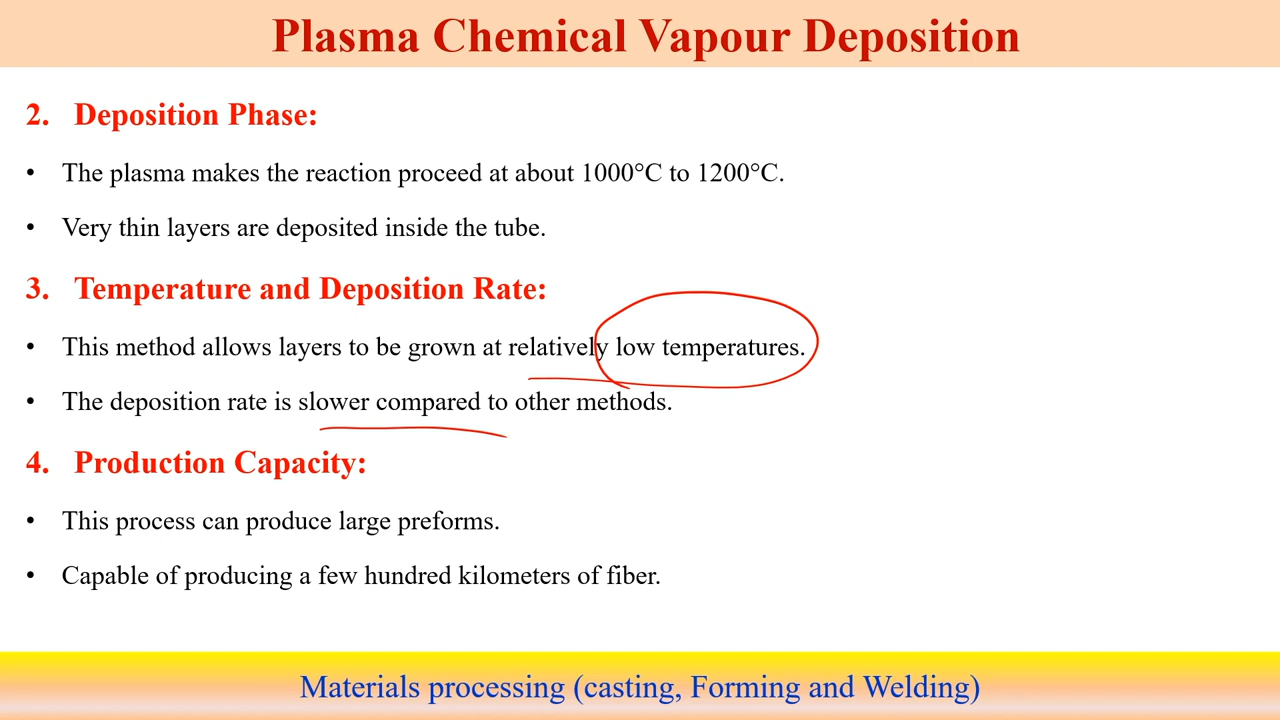 Plasma Chemical Vapour Deposition
2. Deposition Phase:
• The plasma makes the reaction proceed at about 1000°C to 1200°C.
• Very thin layers are deposited inside the tube.
3. Temperature and Deposition Rate:
• This method allows layers to be grown at relatively low temperatures.
• The deposition rate is slower compared to other methods.
4. Production Capacity:
• This process can produce large preforms.
• Capable of producing a few hundred kilometers of fiber.
Materials processing (casting, Forming and Welding)